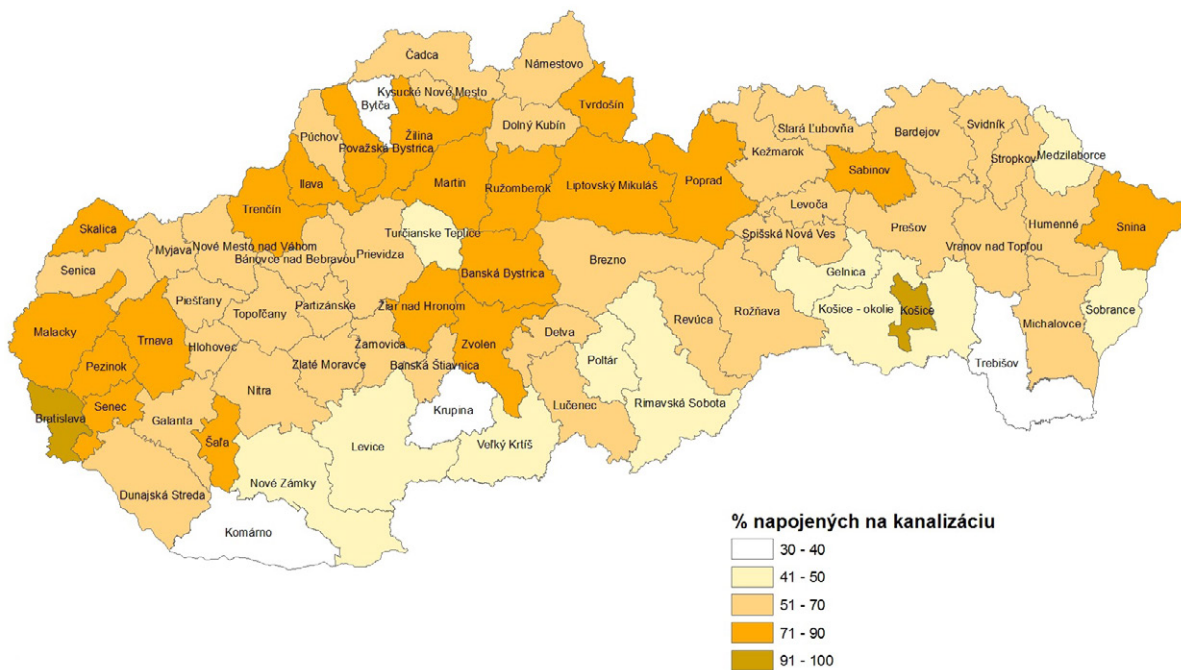 Čadca
Námestovo
Kysucké Nové Mesto
Bytča
Tvrdošín
Púchov
Žilina
Dolný Kubín
Považská Bystrica
Stará Ľubovňa
Bardejov
Svidník
Stropkov
Medzilaborce
Kežmarok
Ilava
Martin
Ružomberok
Liptovský Mikuláš
Poprad
Sabinov
Trenčín
Levoča
Skalica
Turčianske Teplice
Prešov
Humenné
Snina
Myjava
Nové Mesto nad Váhom
Bánovce nad Bebravou
Prievidza
Spišská Nová Ves
Vranov nad Topľou
Senica
Banská Bystrica
Brezno
Gelnica
Piešťany
Partizánske
Topoľčany
Žiar nad Hronom
Košice - okolie
Košice
Rožňava
Revúca
Sobrance
Malacky
Trnava
Hlohovec
Žarnovica
Zvolen
Detva
Michalovce
Pezinok
Zlaté Moravce
Banská Štiavnica
Poltár
Trebišov
Nitra
Bratislava
Senec
Galanta
Krupina
Lučenec
Rimavská Sobota
Šaľa
Levice
Veľký Krtíš
Nové Zámky
Dunajská Streda
Komárno
% napojených na kanalizáciu
30 - 40
41 - 50
51 - 70
71 - 90
91 - 100